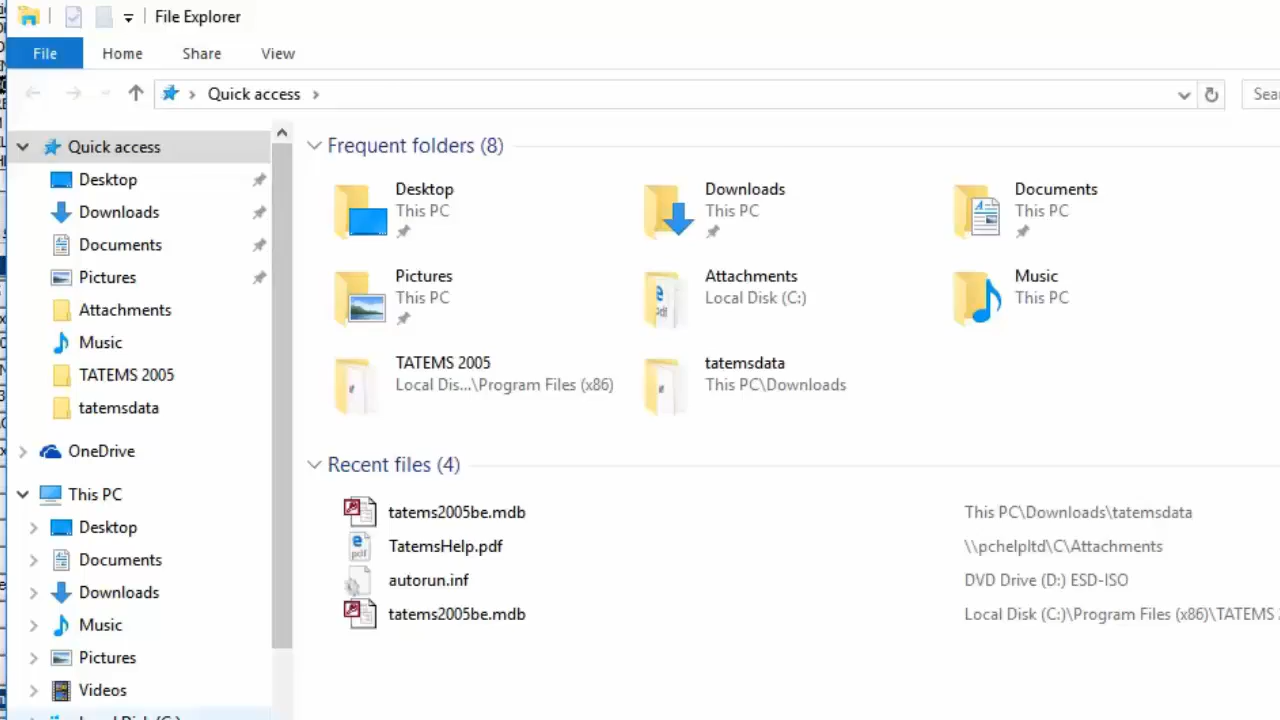 File Explorer
File Home Share View
Quick access
Sea
Quick access
Desktop
Downloads
Documents
Pictures
Attachments
Music
TATEMS 2005
tatemsdata
OneDrive
This PC
Desktop
Documents
Downloads
Music
Pictures
Videos
Local Disk (C:)
Frequent folders (8)
Desktop
This PC
Downloads
This PC
Documents
This PC
Pictures
This PC
Attachments
Local Disk (C:)
Music
This PC
TATEMS 2005
Local Dis...\Program Files (x86)
tatemsdata
This PC\Downloads
Recent files (4)
tatems2005be.mdb This PC\Downloads\tatemsdata
TatemsHelp.pdf \\pchelpltd\C\Attachments
autorun.inf DVD Drive (D:) ESD-ISO
tatems2005be.mdb Local Disk (C:)\Program Files (x86)\TATEMS